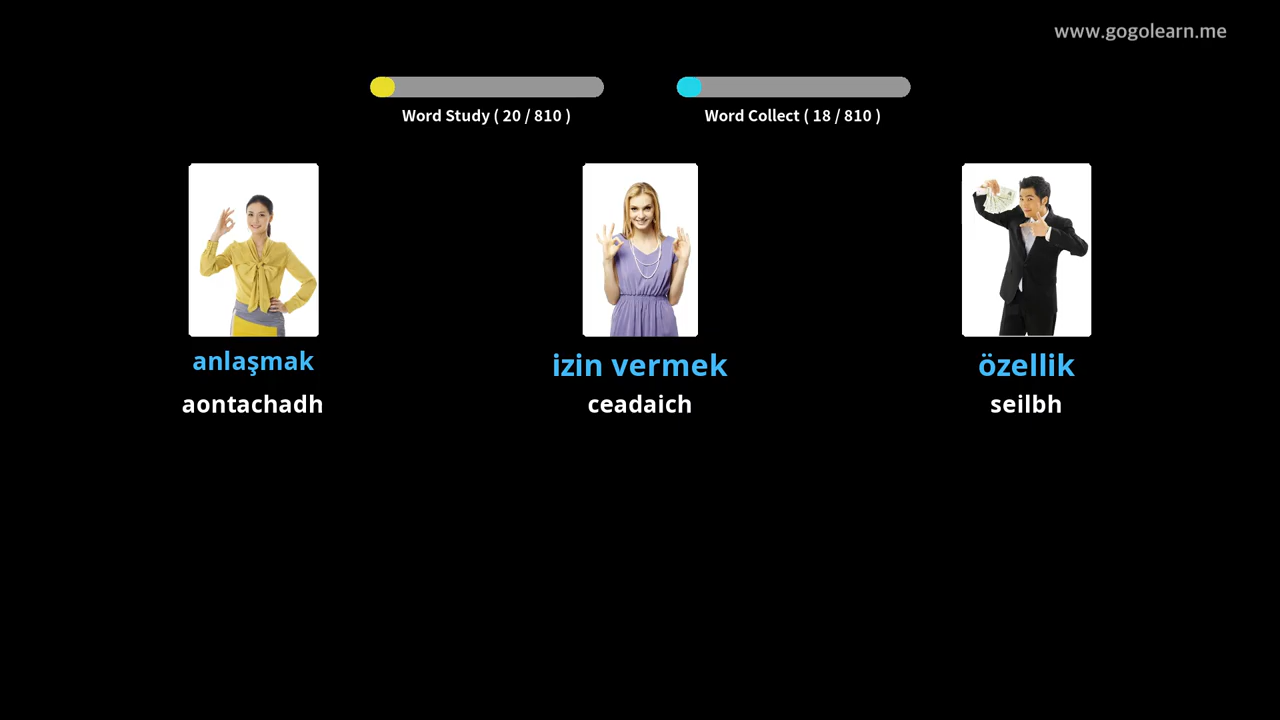 www.gogolearn.me
Word Study ( 20 / 810 )
Word Collect ( 18 / 810 )
anlaşmak
aontachadh
izin vermek
ceadaich
özellik
seilbh